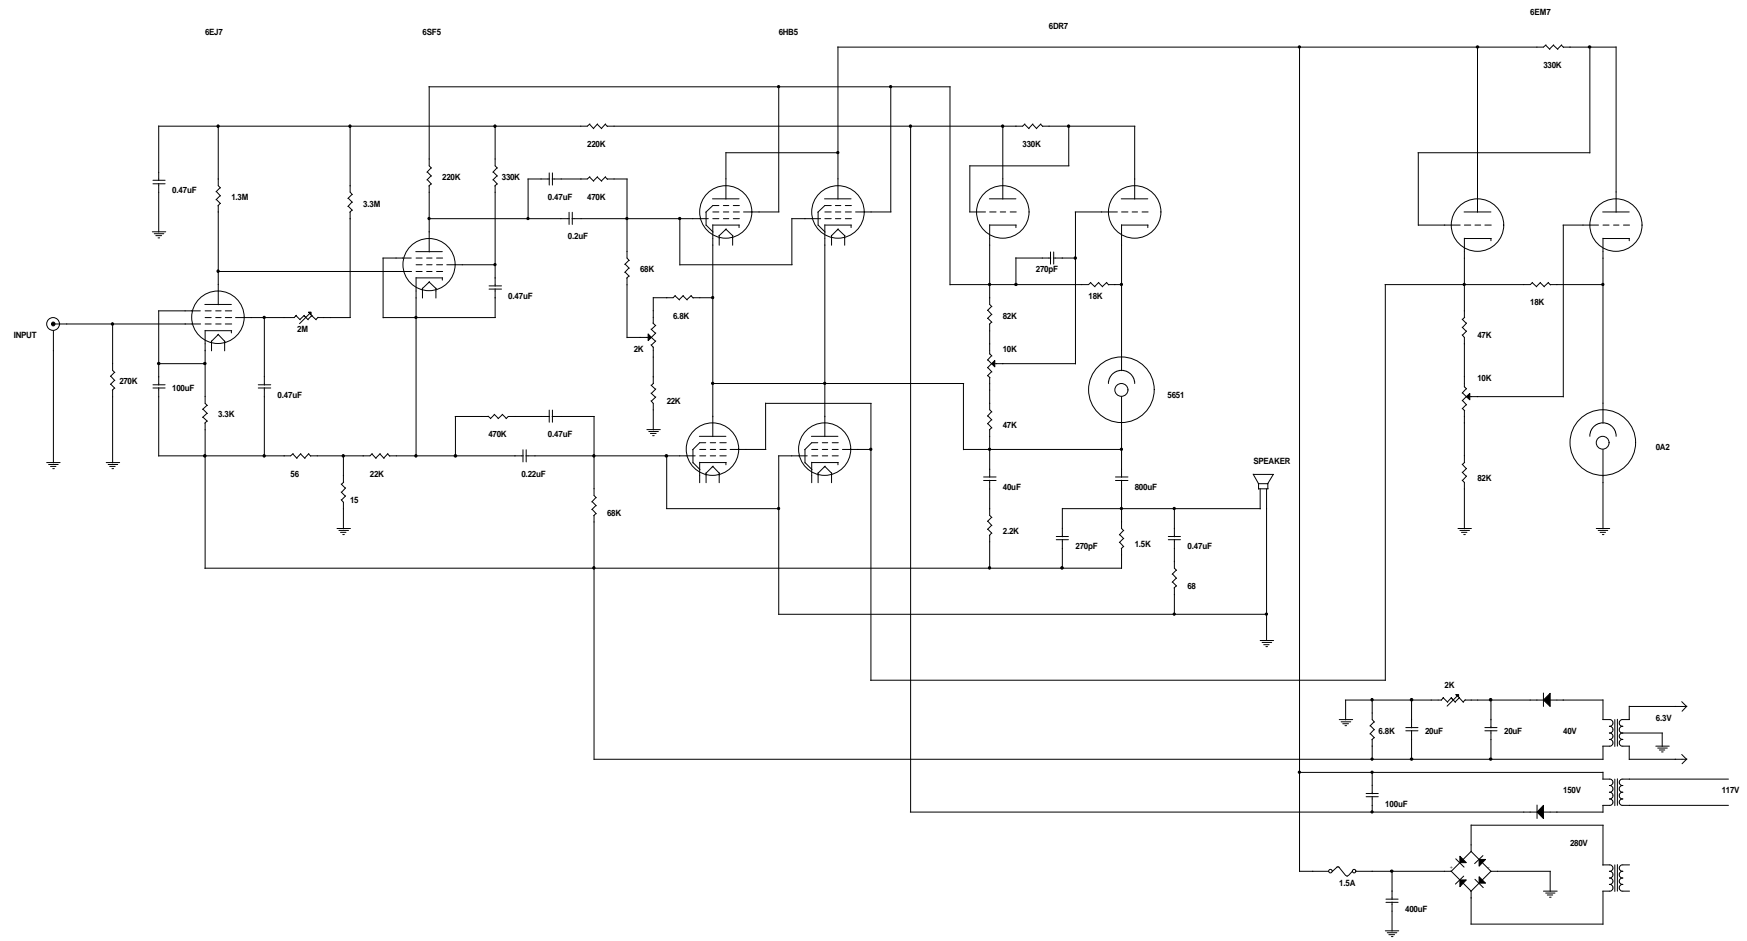 6EJ7
6SF5
6HB5
6DR7
6EM7
330K
220K
330K
0.47uF
1.3M
3.3M
220K
330K
0.47uF
470K
0.2uF
68K
270pF
18K
0.47uF
6.8K
82K
18K
INPUT
2M
2K
10K
47K
270K
100uF
0.47uF
3.3K
22K
5651
10K
470K
0.47uF
47K
0A2
56
22K
0.22uF
SPEAKER
15
68K
40uF
800uF
82K
2.2K
270pF
1.5K
0.47uF
68
2K
6.8K
20uF
20uF
40V
6.3V
100uF
150V
117V
280V
1.5A
400uF